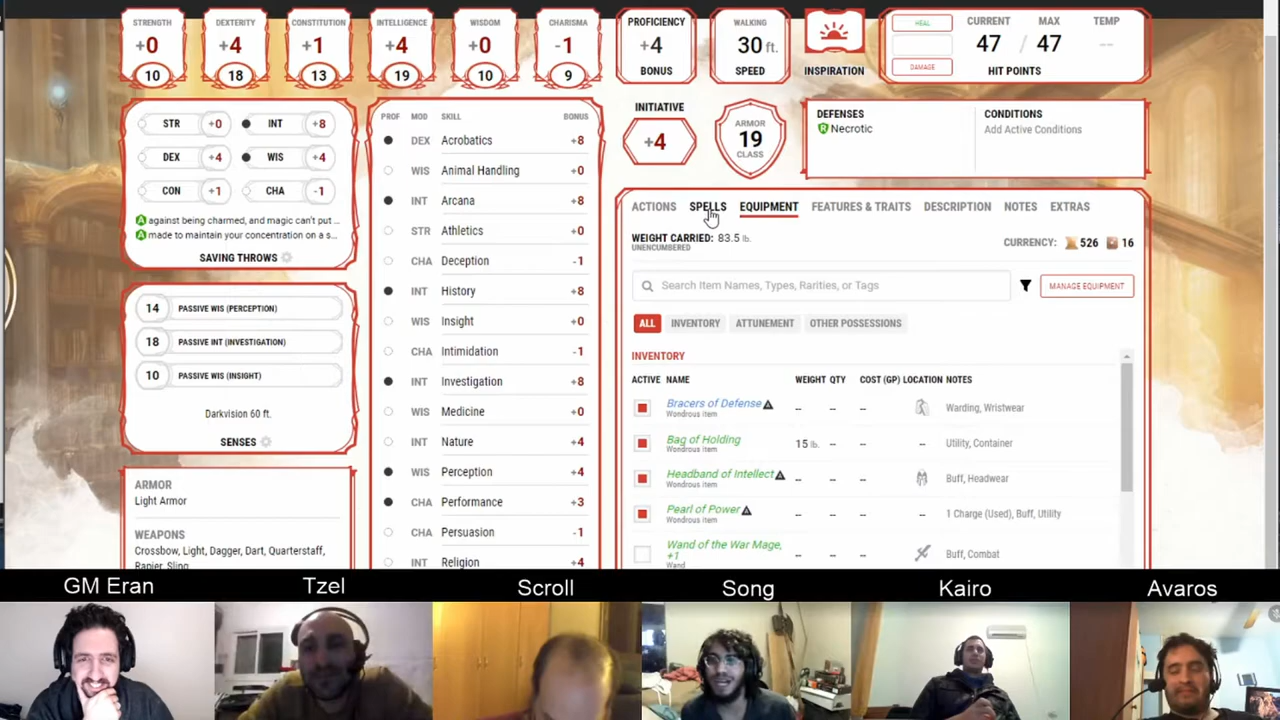 STRENGTH
+0
10
DEXTERITY
+4
18
CONSTITUTION
+1
13
INTELLIGENCE
+4
19
WISDOM
+0
10
CHARISMA
-1
9
PROFICIENCY
+4
BONUS
WALKING
30 ft.
SPEED
INSPIRATION
HEAL
DAMAGE
CURRENT MAX TEMP
47 / 47 --
HIT POINTS
STR +0 INT +8
DEX +4 WIS +4
CON +1 CHA -1
against being charmed, and magic can't put ...
made to maintain your concentration on a s...
SAVING THROWS
14 PASSIVE WIS (PERCEPTION)
18 PASSIVE INT (INVESTIGATION)
10 PASSIVE WIS (INSIGHT)
Darkvision 60 ft.
SENSES
ARMOR
Light Armor
WEAPONS
Crossbow, Light, Dagger, Dart, Quarterstaff,
Rapier, Sling
PROF MOD SKILL BONUS
DEX Acrobatics +8
WIS Animal Handling +0
INT Arcana +8
STR Athletics +0
CHA Deception -1
INT History +8
WIS Insight +0
CHA Intimidation -1
INT Investigation +8
WIS Medicine +0
INT Nature +4
WIS Perception +4
CHA Performance +3
CHA Persuasion -1
INT Religion +4
INITIATIVE
+4
ARMOR
19
CLASS
DEFENSES
R Necrotic
CONDITIONS
Add Active Conditions
ACTIONS SPELLS EQUIPMENT FEATURES & TRAITS DESCRIPTION NOTES EXTRAS
WEIGHT CARRIED: 83.5 lb.
UNENCUMBERED
CURRENCY: 526 16
Search Item Names, Types, Rarities, or Tags
MANAGE EQUIPMENT
ALL INVENTORY ATTUNEMENT OTHER POSSESSIONS
INVENTORY
ACTIVE NAME WEIGHT QTY COST (GP) LOCATION NOTES
Bracers of Defense -- -- -- Warding, Wristwear
Wondrous Item
Bag of Holding 15 lb. -- -- Utility, Container
Wondrous Item
Headband of Intellect -- -- -- Buff, Headwear
Wondrous Item
Pearl of Power -- -- -- -- 1 Charge (Used), Buff, Utility
Wondrous Item
Wand of the War Mage, +1 -- -- -- Buff, Combat
Wand
GM Eran
Tzel
Scroll
Song
Kairo
Avaros